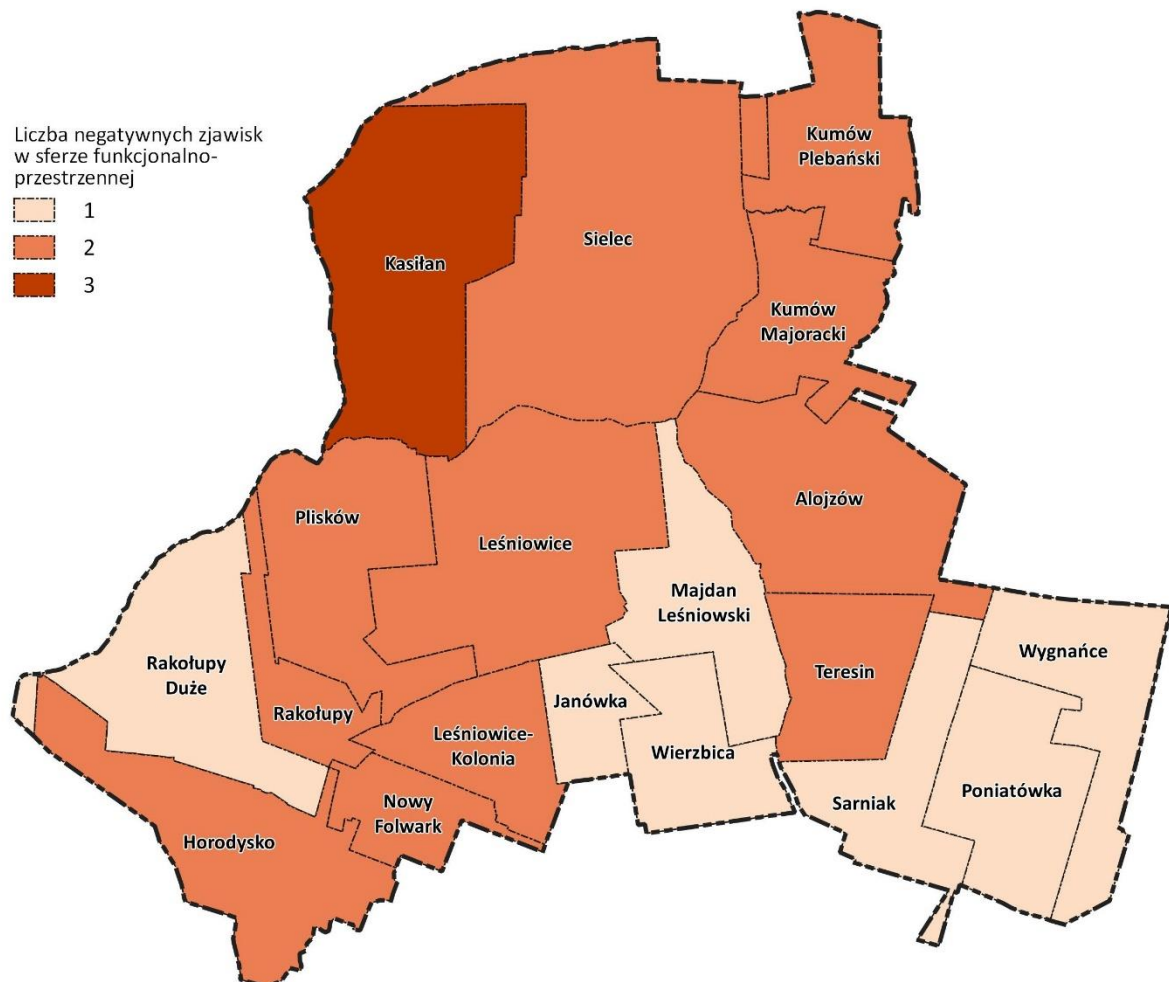 Liczba negatywnych zjawisk
w sferze funkcjonalno-
przestrzennej
1
2
3
Kumów
Plebański
Sielec
Kasiłan
Kumów
Majoracki
Alojzów
Plisków
Leśniowice
Majdan
Leśniowski
Wygnańce
Rakołupy
Duże
Teresin
Janówka
Rakołupy
Leśniowice-
Kolonia
Wierzbica
Poniatówka
Sarniak
Nowy
Folwark
Horodysko